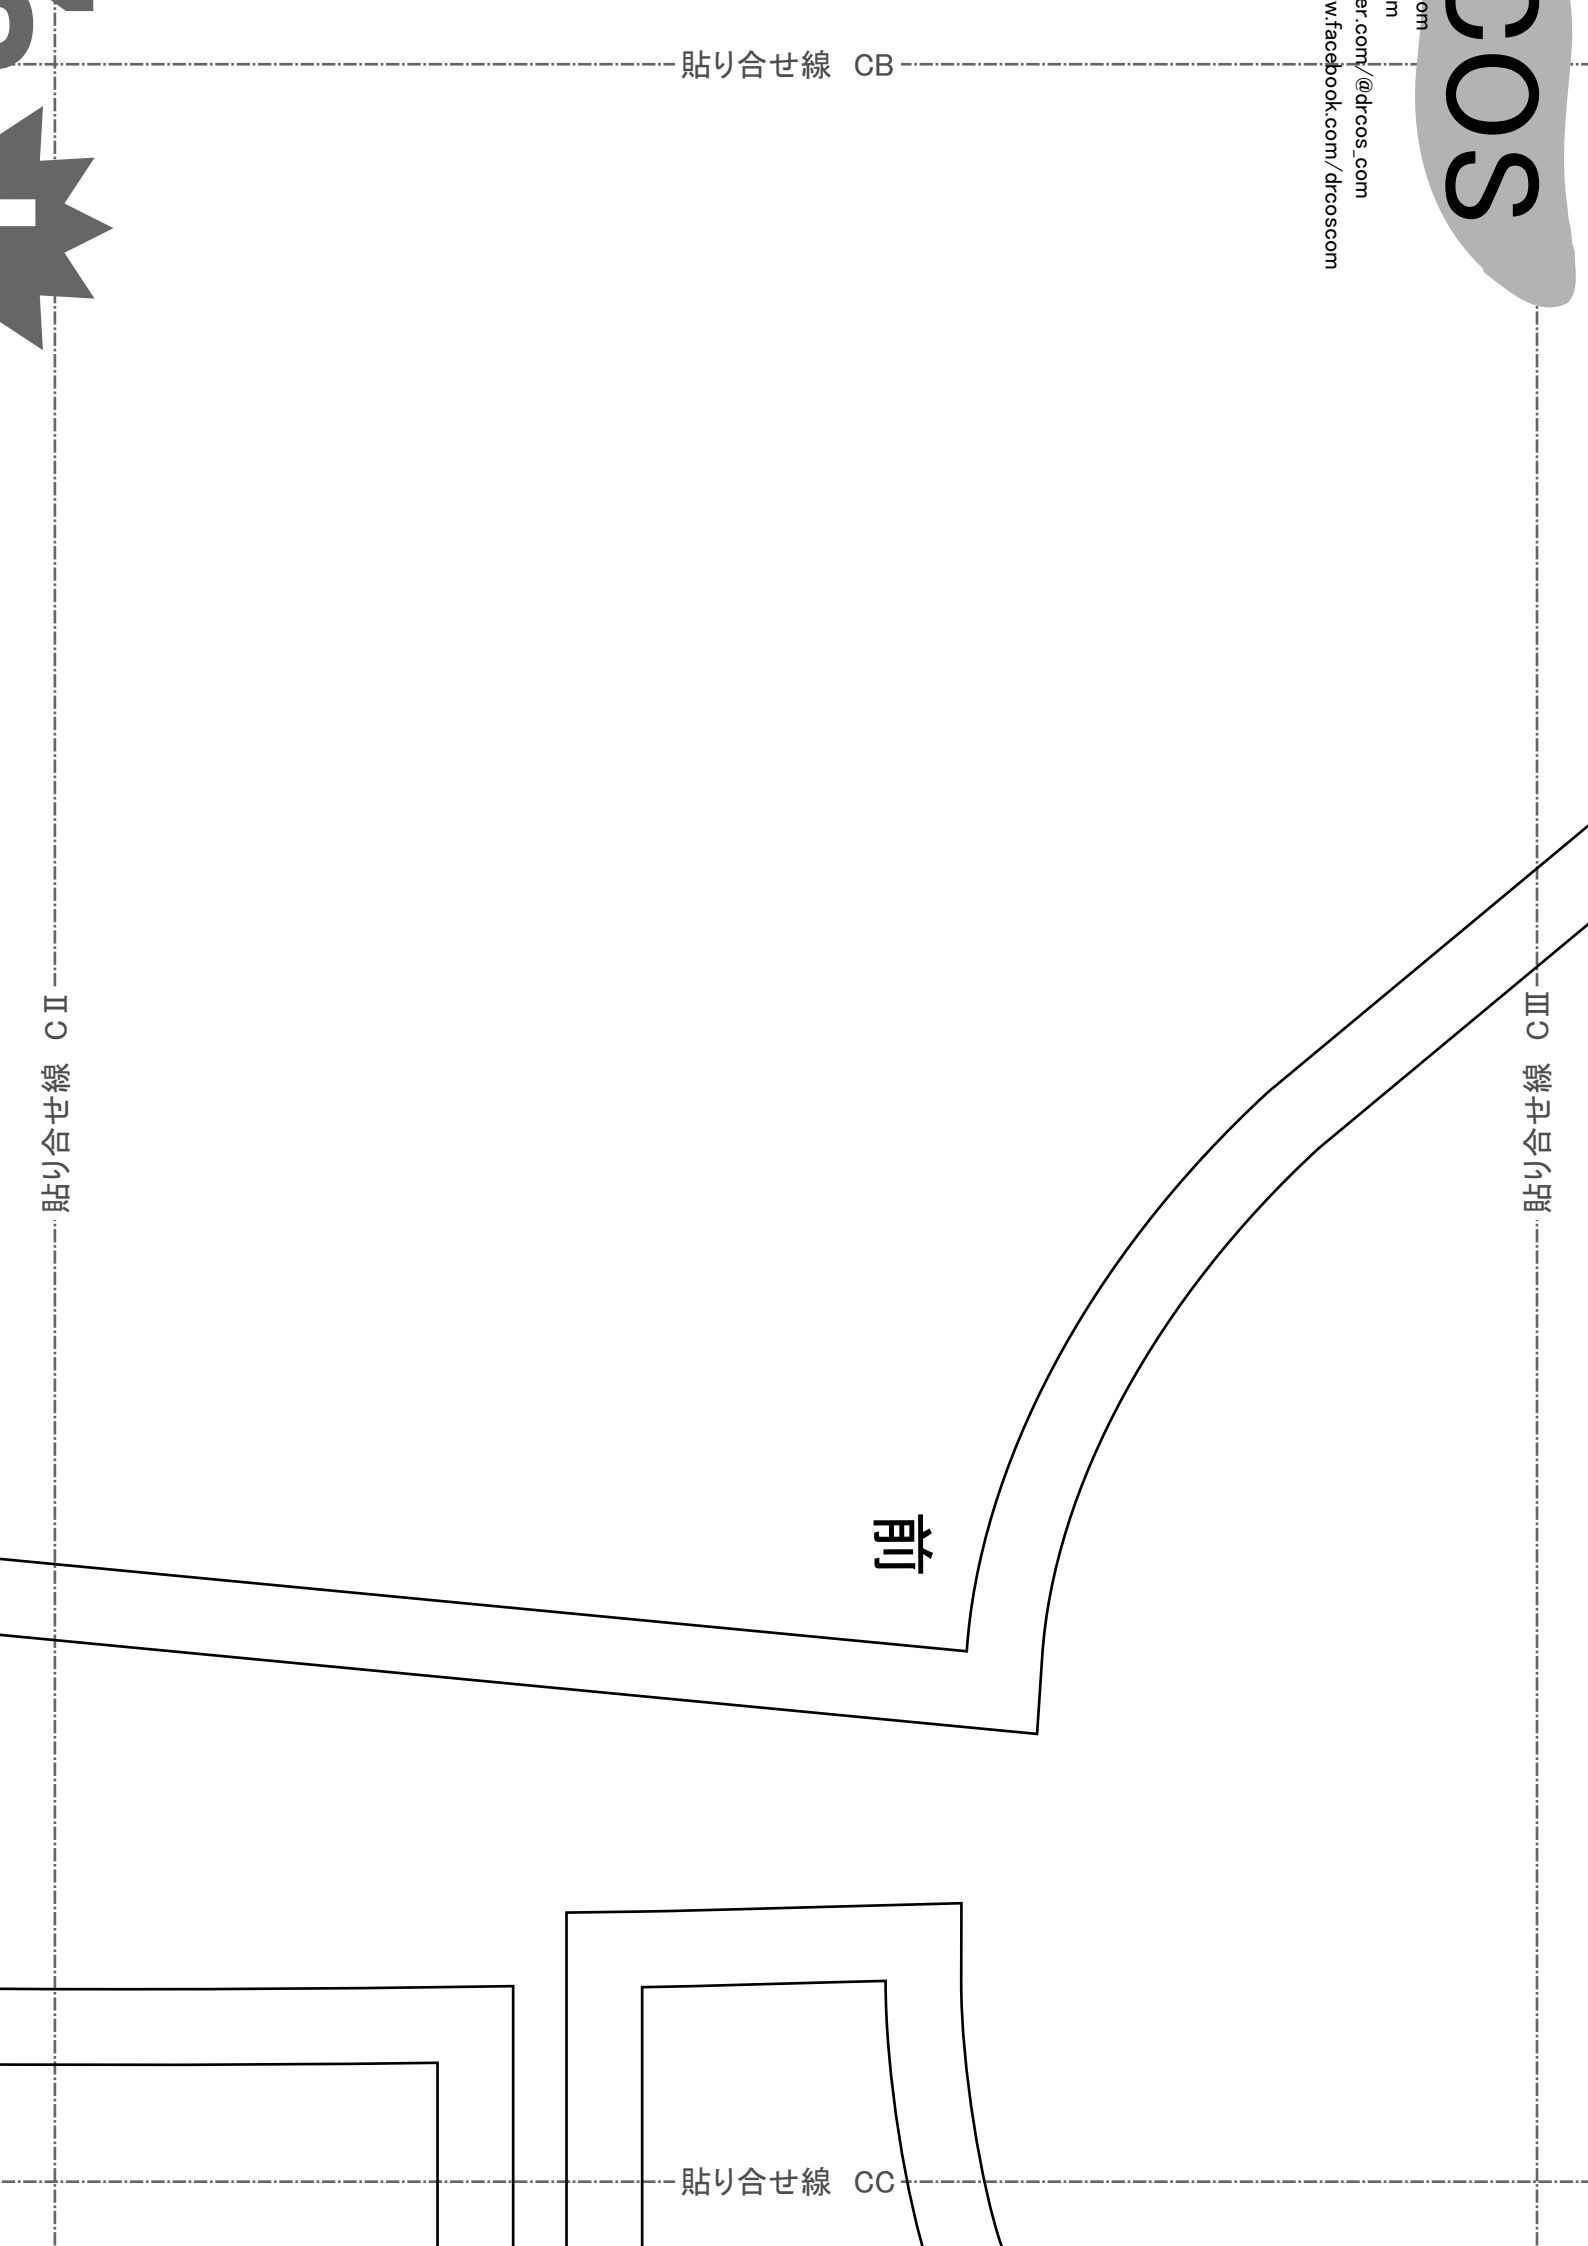 貼り合せ線 CB
om
m
er.com/@drcos_com
w.facebook.com/drcoscom
COS
貼り合せ線 CⅡ
貼り合せ線 CⅢ
前
貼り合せ線 CC